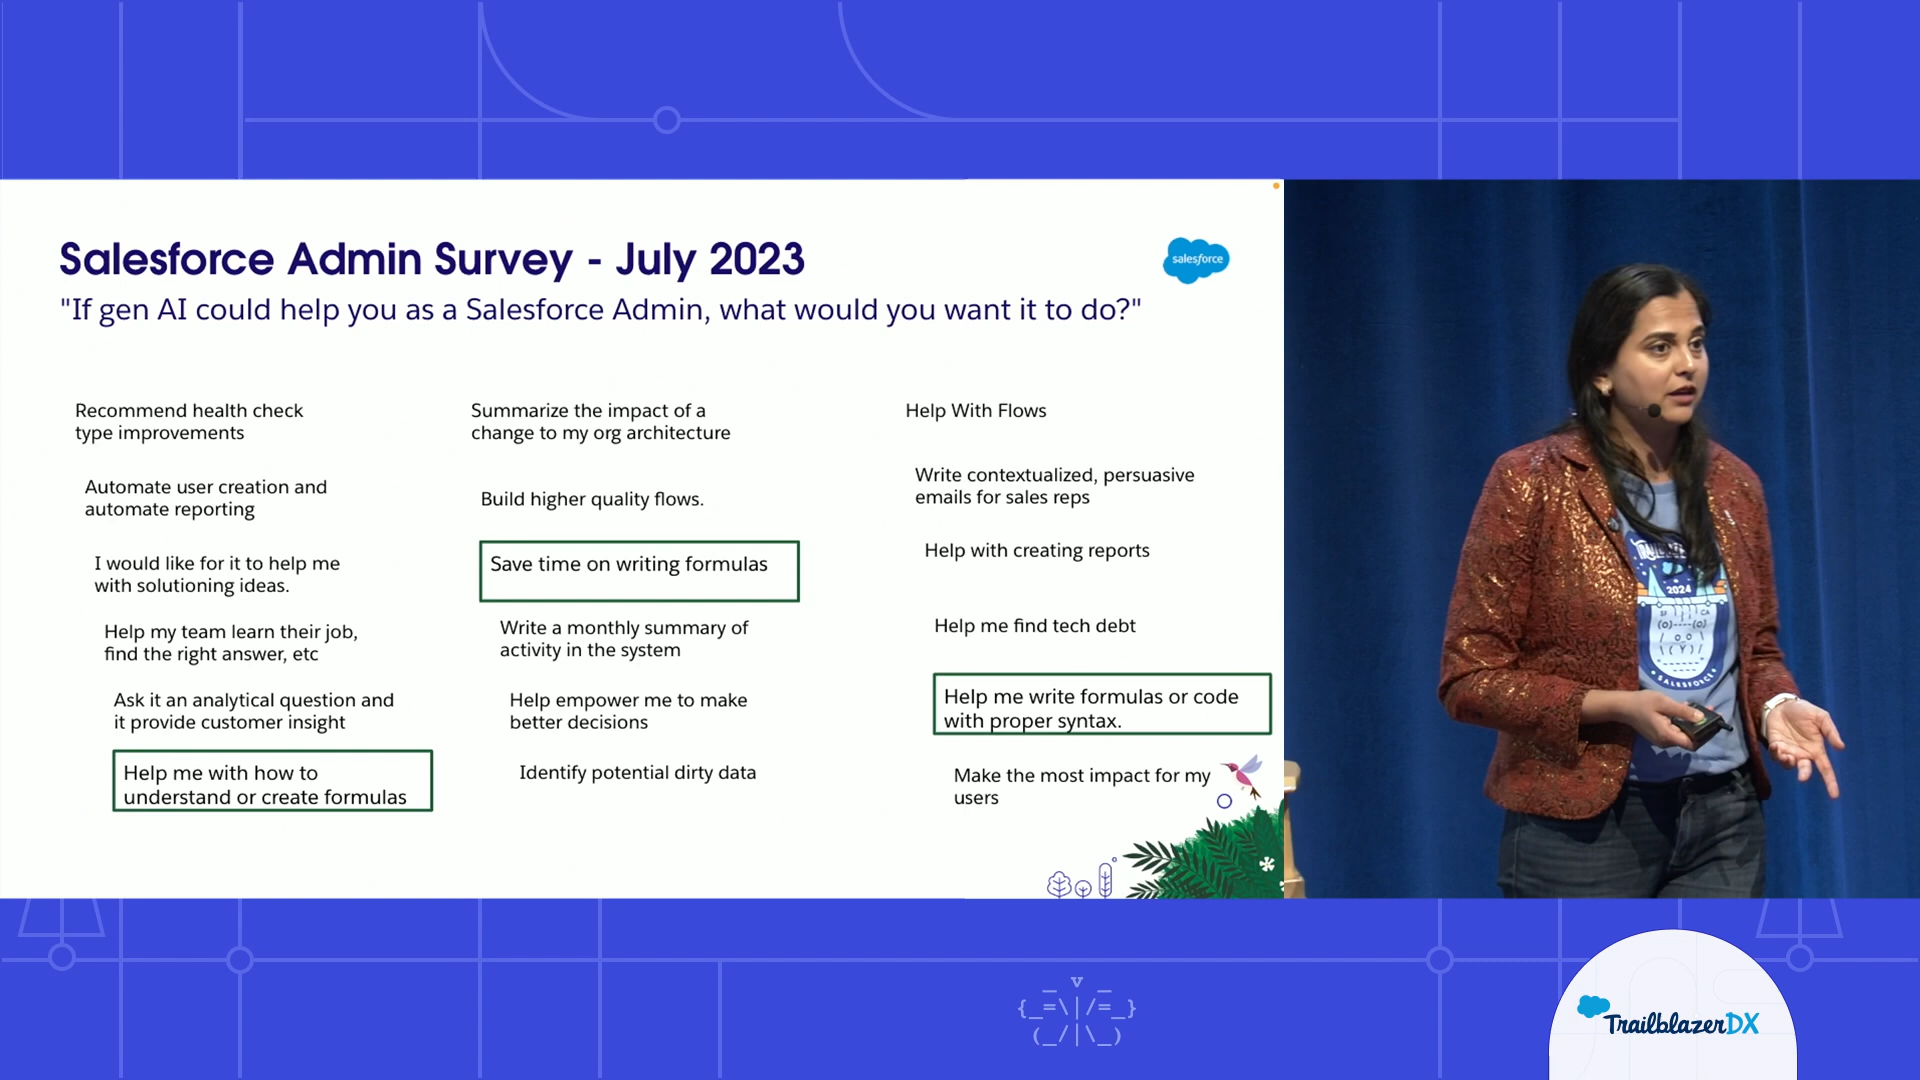 Salesforce Admin Survey - July 2023
salesforce
"If gen AI could help you as a Salesforce Admin, what would you want it to do?"
Recommend health check
type improvements
Automate user creation and
automate reporting
I would like for it to help me
with solutioning ideas.
Help my team learn their job,
find the right answer, etc
Ask it an analytical question and
it provide customer insight
Help me with how to
understand or create formulas
Summarize the impact of a
change to my org architecture
Build higher quality flows.
Save time on writing formulas
Write a monthly summary of
activity in the system
Help empower me to make
better decisions
Identify potential dirty data
Help With Flows
Write contextualized, persuasive
emails for sales reps
Help with creating reports
Help me find tech debt
Help me write formulas or code
with proper syntax.
Make the most impact for my
users
2024
SALESFORCE
TrailblazerDX